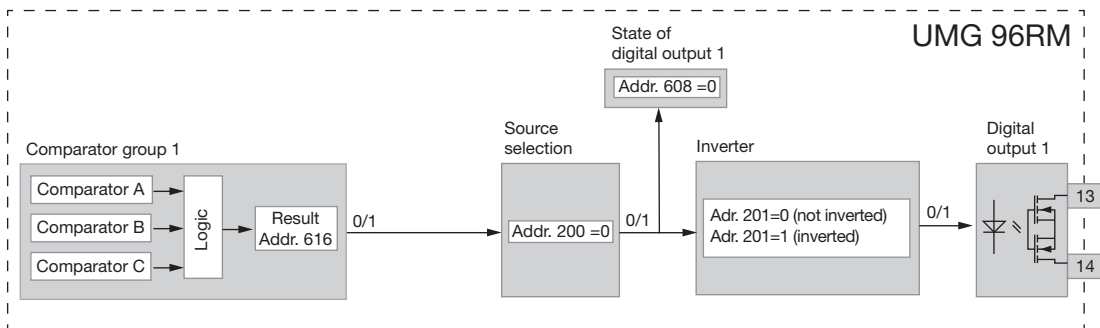 UMG 96RM
State of
digital output 1
Addr. 608 =0
Comparator group 1
Comparator A
Comparator B
Comparator C
Logic
Result
Addr. 616
0/1
Source
selection
Addr. 200 =0
0/1
Inverter
Adr. 201=0 (not inverted)
Adr. 201=1 (inverted)
0/1
Digital
output 1
13
14